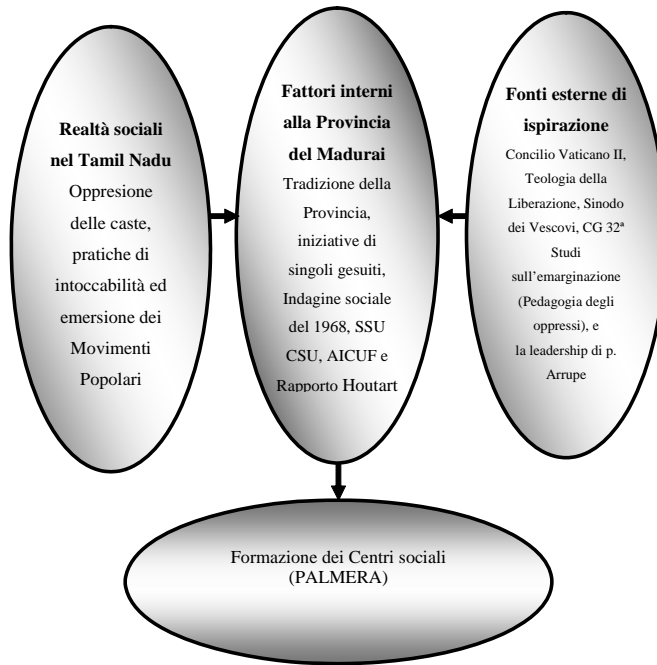 Realtà sociali
nel Tamil Nadu
Oppresione
delle caste,
pratiche di
intoccabilità ed
emersione dei
Movimenti
Popolari
Fattori interni
alla Provincia
del Madurai
Tradizione della
Provincia,
iniziative di
singoli gesuiti,
Indagine sociale
del 1968, SSU
CSU, AICUF e
Rapporto Houtart
Fonti esterne di
ispirazione
Concilio Vaticano II,
Teologia della
Liberazione, Sinodo
dei Vescovi, CG 32ª
Studi
sull’emarginazione
(Pedagogia degli
oppressi), e
la leadership di p.
Arrupe
Formazione dei Centri sociali
(PALMERA)